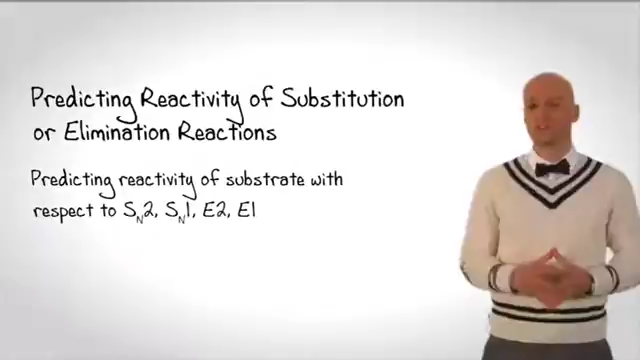 Predicting Reactivity of Substitution
or Elimination Reactions
Predicting reactivity of substrate with
respect to SN2, SN1, E2, E1